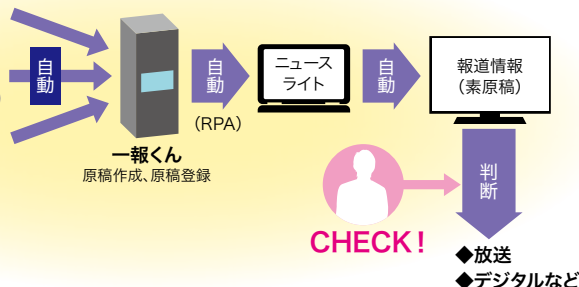 自動
自動
(RPA)
ニュース
ライト
自動
報道情報
(素原稿)
一報くん
原稿作成、原稿登録
判断
CHECK!
◆放送
◆デジタルなど